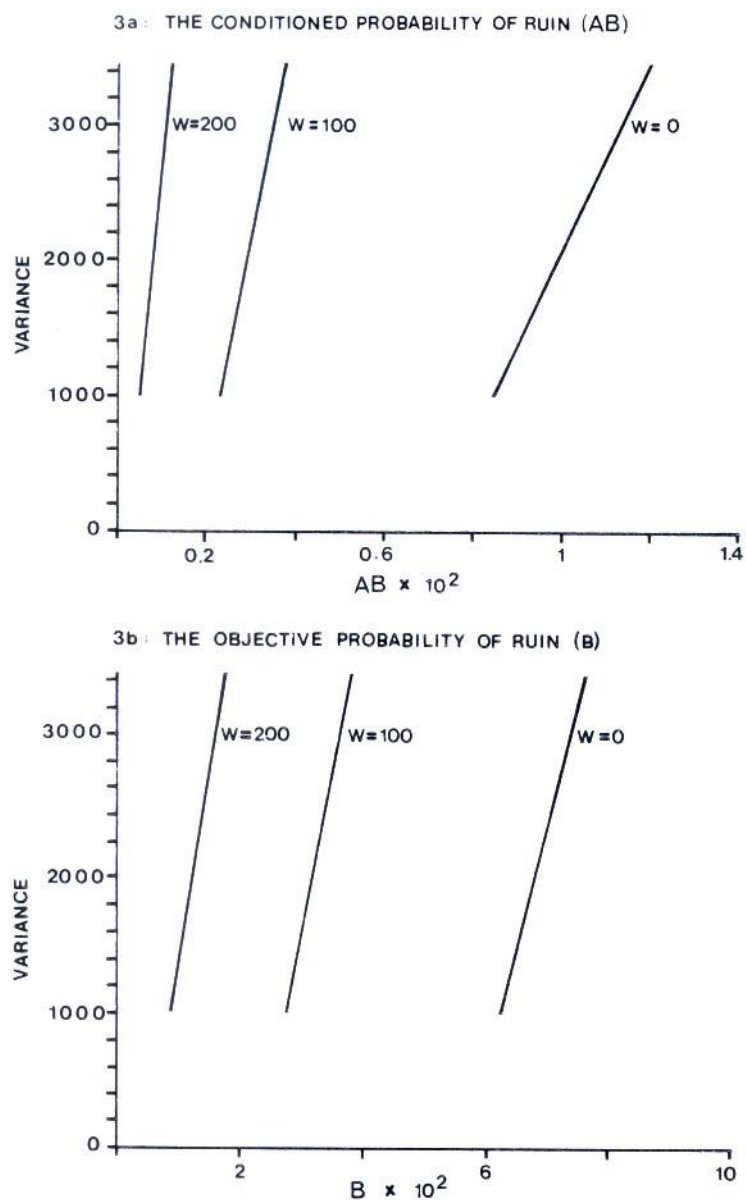 3a: THE CONDITIONED PROBABILITY OF RUIN (AB)
3000
W=200
W=100
W=0
VARIANCE
2000
1000
0
0.2
0.6
1
1.4
AB × 10²
3b: THE OBJECTIVE PROBABILITY OF RUIN (B)
3000
W=200
W=100
W=0
VARIANCE
2000
1000
0
2
6
10
B × 10²